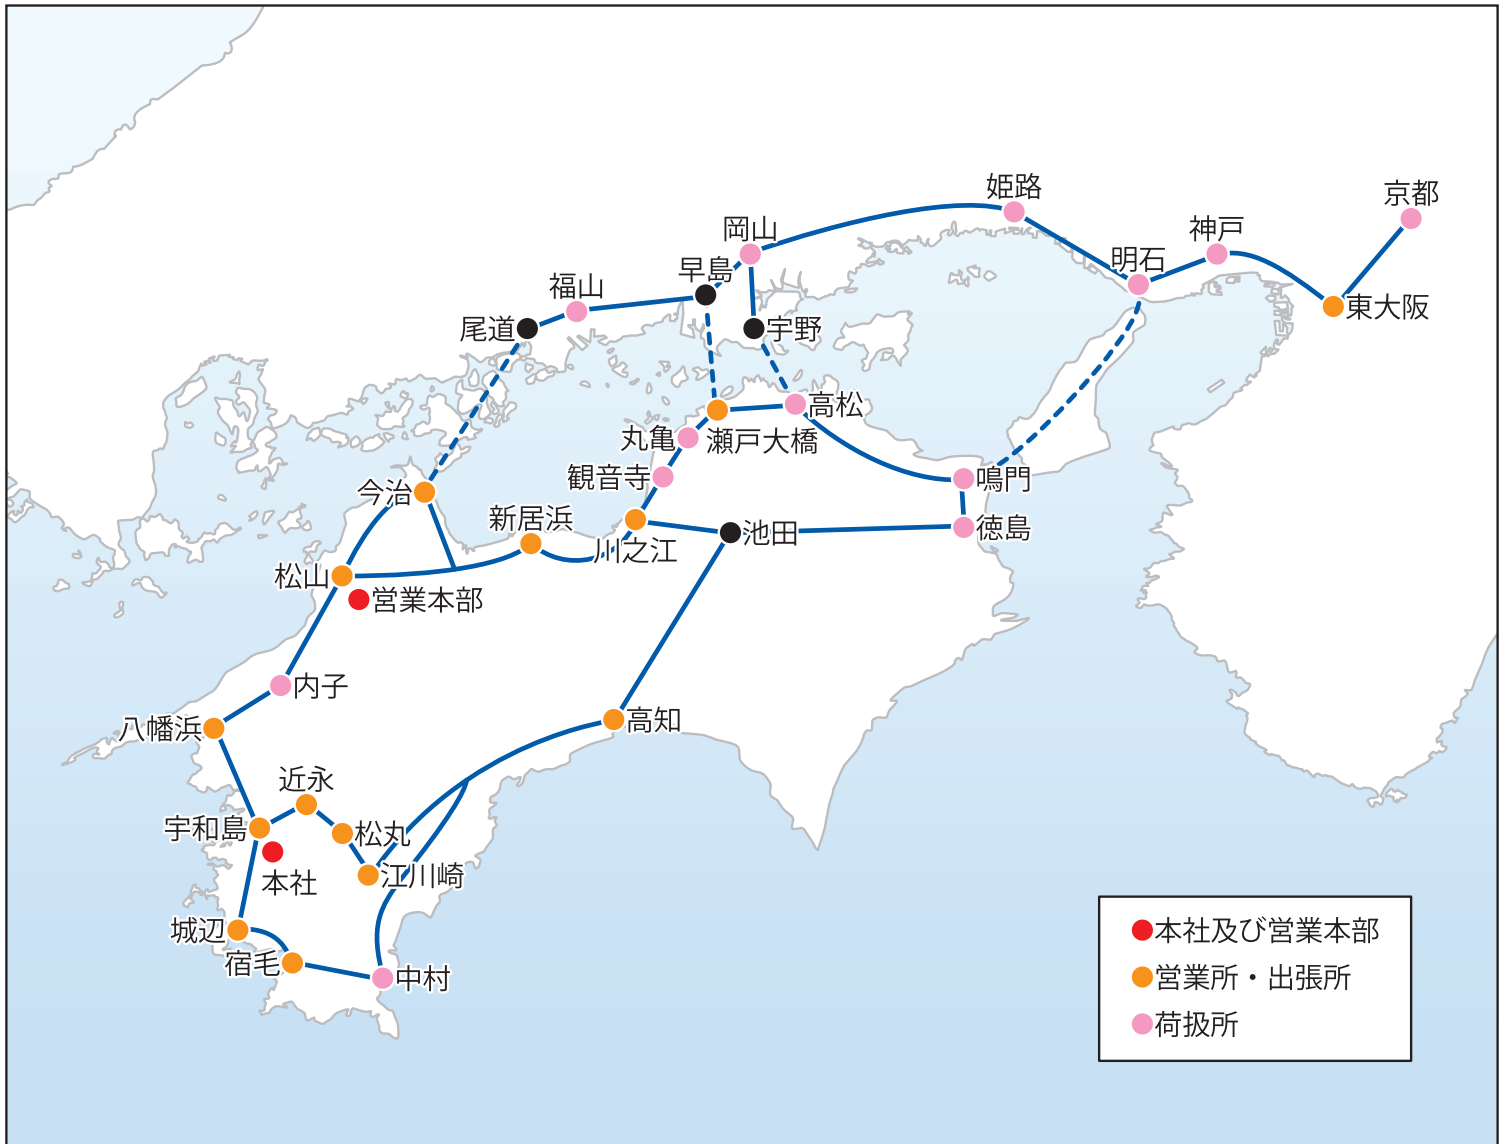 姫路
京都
岡山
神戸
明石
早島
福山
東大阪
尾道
宇野
高松
丸亀
瀬戸大橋
観音寺
鳴門
今治
新居浜
徳島
池田
川之江
松山
営業本部
内子
高知
八幡浜
近永
宇和島
松丸
江川崎
本社
城辺
宿毛
中村
本社及び営業本部
営業所・出張所
荷扱所